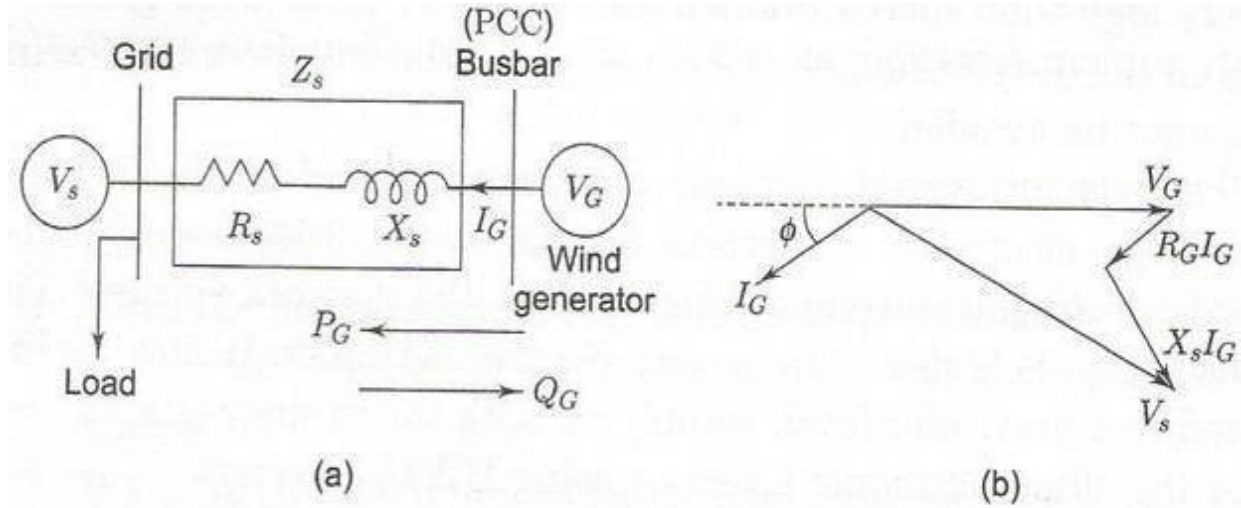 (PCC)
Grid
Z_s
Busbar
V_s
R_s
X_s
I_G
V_G
Wind
generator
P_G
Load
Q_G
(a)
V_G
ϕ
R_G I_G
I_G
X_s I_G
V_s
(b)